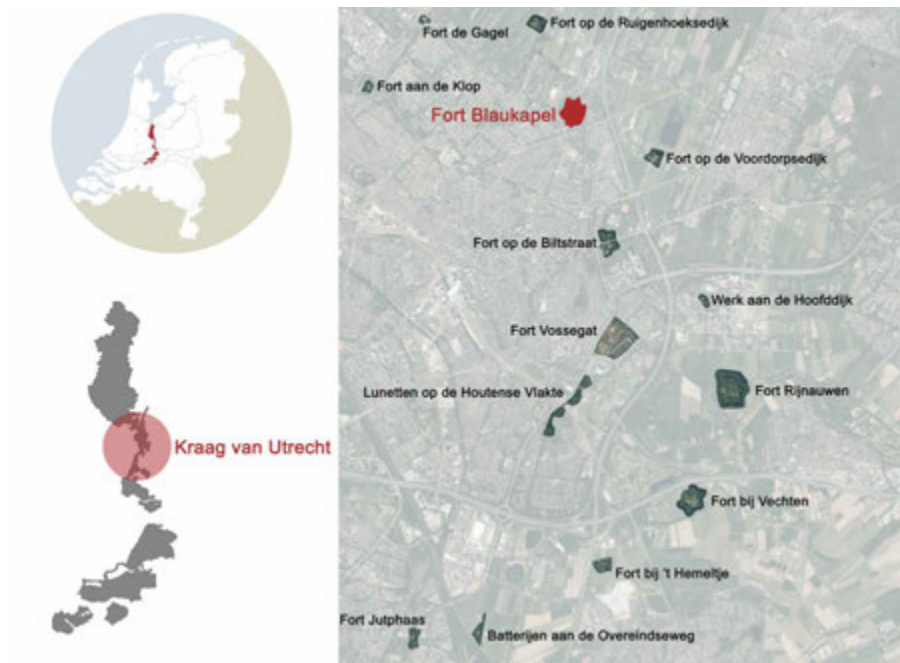 Fort de Gagel
Fort op de Ruigenhoeksedijk
Fort aan de Klop
Fort Blaukapel
Fort op de Voordorpsedijk
Fort op de Biltstraat
Werk aan de Hoofddijk
Fort Vossegat
Lunetten op de Houtense Vlakte
Fort Rijnauwen
Kraag van Utrecht
Fort bij Vechten
Fort bij 't Hemeltje
Fort Jutphaas
Batterijen aan de Overeindseweg